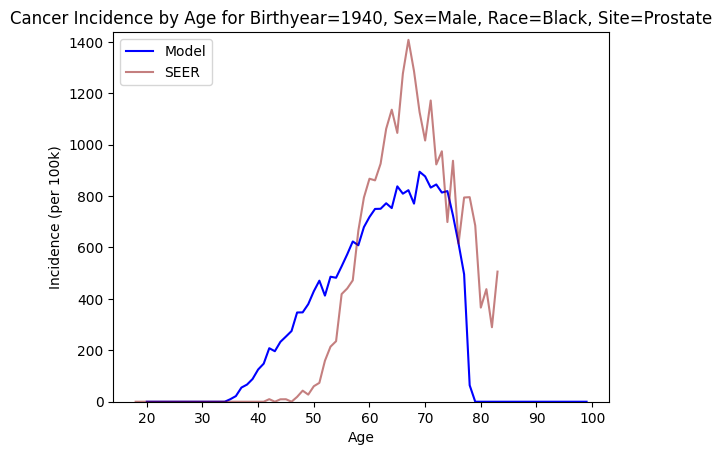 Cancer Incidence by Age for Birthyear=1940, Sex=Male, Race=Black, Site=Prostate
Model
SEER
Incidence (per 100k)
1400
1200
1000
800
600
400
200
0
20 30 40 50 60 70 80 90 100
Age